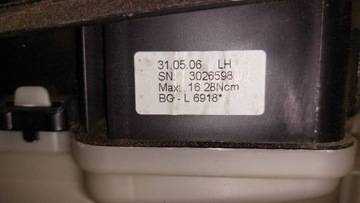 31.05.06 LH
SN: 3026598
Max: 16.28Ncm
BG - L 6918*